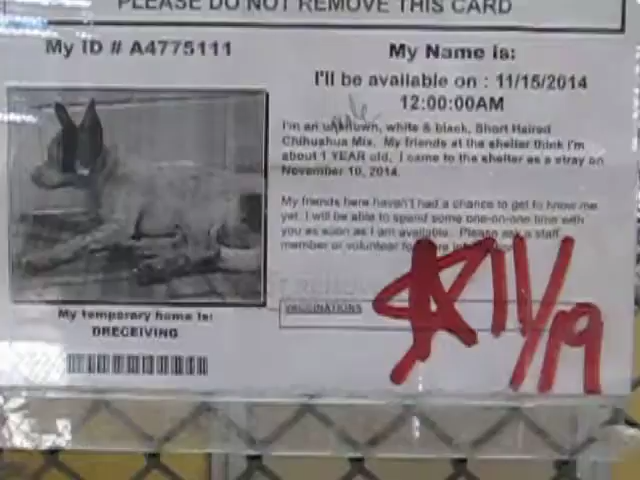 PLEASE DO NOT REMOVE THIS CARD
My ID # A4775111
My Name is:
I'll be available on : 11/15/2014
12:00:00AM
male
I'm an unknown, white & black, Short Haired
Chihuahua Mix. My friends at the shelter think I'm
about 1 YEAR old. I came to the shelter as a stray on
November 10, 2014.
My friends here haven't had a chance to get to know me
yet. I will be able to spend some one-on-one time with
you as soon as I am available. Please ask a staff
member or volunteer for more
VACCINATIONS
11/19
My temporary home is:
DRECEIVING